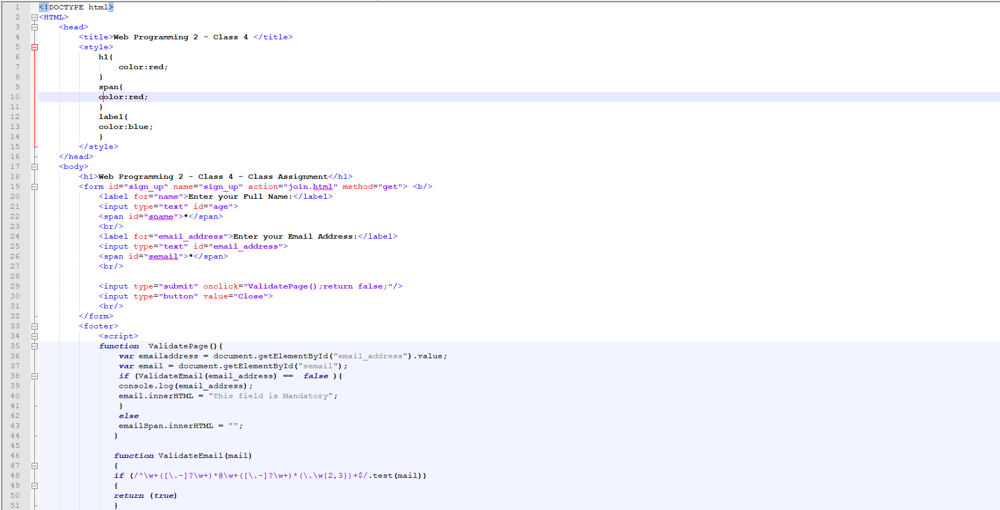 1 <!DOCTYPE html>
2 <HTML>
3 <head>
4 <title>Web Programming 2 - Class 4 </title>
5 <style>
6 h1{
7 color:red;
8 }
9 span{
10 color:red;
11 }
12 label{
13 color:blue;
14 }
15 </style>
16 </head>
17 <body>
18 <h1>Web Programming 2 - Class 4 - Class Assignment</h1>
19 <form id="sign_up" name="sign_up" action="join.html" method="get"> <b/>
20 <label for="name">Enter your Full Name:</label>
21 <input type="text" id="age">
22 <span id="sname">*</span>
23 <br/>
24 <label for="email_address">Enter your Email Address:</label>
25 <input type="text" id="email_address">
26 <span id="semail">*</span>
27 <br/>
28
29 <input type="submit" onclick="ValidatePage();return false;"/>
30 <input type="button" value="Close">
31 <br/>
32 </form>
33 <footer>
34 <script>
35 function  ValidatePage(){
36 var emailaddress = document.getElementById("email_address").value;
37 var email = document.getElementById("semail");
38 if (ValidateEmail(email_address) ==  false ){
39 console.log(email_address);
40 email.innerHTML = "This field is Mandatory";
41 }
42 else
43 emailSpan.innerHTML = "";
44 }
45
46 function ValidateEmail(mail)
47 {
48 if (/^\w+([\.-]?\w+)*@\w+([\.-]?\w+)*(\.\w{2,3})+$/.test(mail))
49 {
50 return (true)
51 }